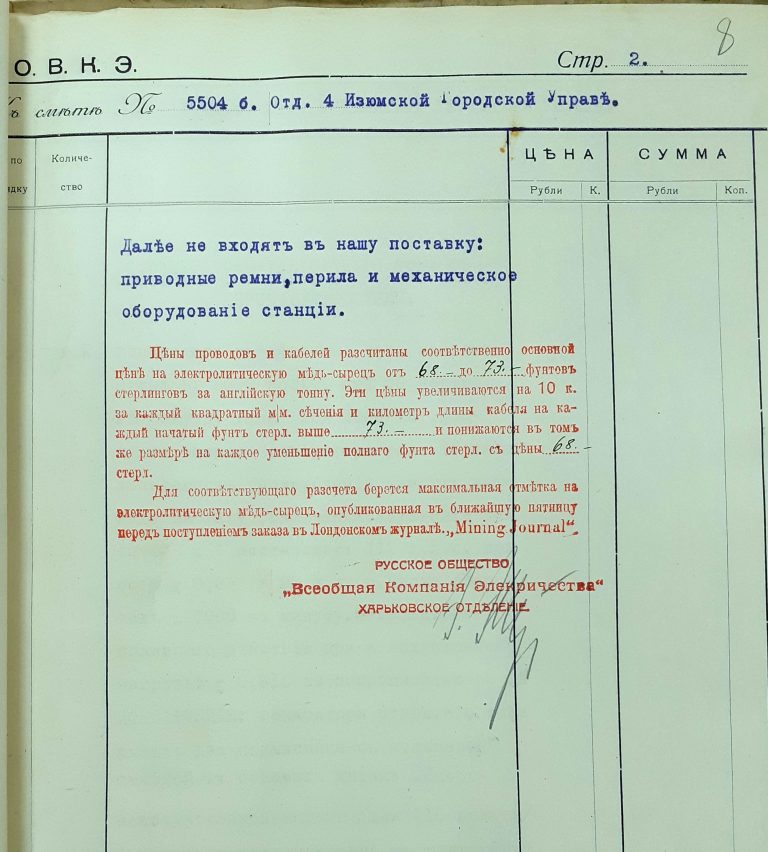 8
О. В. К. Э. Стр. 2.
смѣтѣ № 5504 б. Отд. 4 Изюмской Городской Управѣ.
по
Количе-
ство
ЦѢНА
СУММА
дку
Рубли К. Рубли Коп.
Далѣе не входятъ въ нашу поставку:
приводные ремни, перила и механическое
оборудованіе станціи.
Цѣны проводовъ и кабелей разсчитаны соотвѣтственно основной
цѣнѣ на электролитическую мѣдь-сырецъ отъ 68.- до 73.- фунтовъ
стерлинговъ за англійскую тонну. Эти цѣны увеличиваются на 10 к.
за каждый квадратный м/м. сѣченія и километръ длины кабеля на ка-
ждый начатый фунтъ стерл. выше 73.- и понижаются въ томъ
же размѣрѣ на каждое уменьшеніе полнаго фунта стерл. съ цѣны 68.-
стерл.
Для соотвѣтствующаго разсчета берется максимальная отмѣтка на
электролитическую мѣдь-сырецъ, опубликованная въ ближайшую пятницу
передъ поступленіемъ заказа въ Лондонскомъ журналѣ „Mining Journal“.
РУССКОЕ ОБЩЕСТВО
„Всеобщая Компанія Элекричества“
ХАРЬКОВСКОЕ ОТДѢЛЕНІЕ.